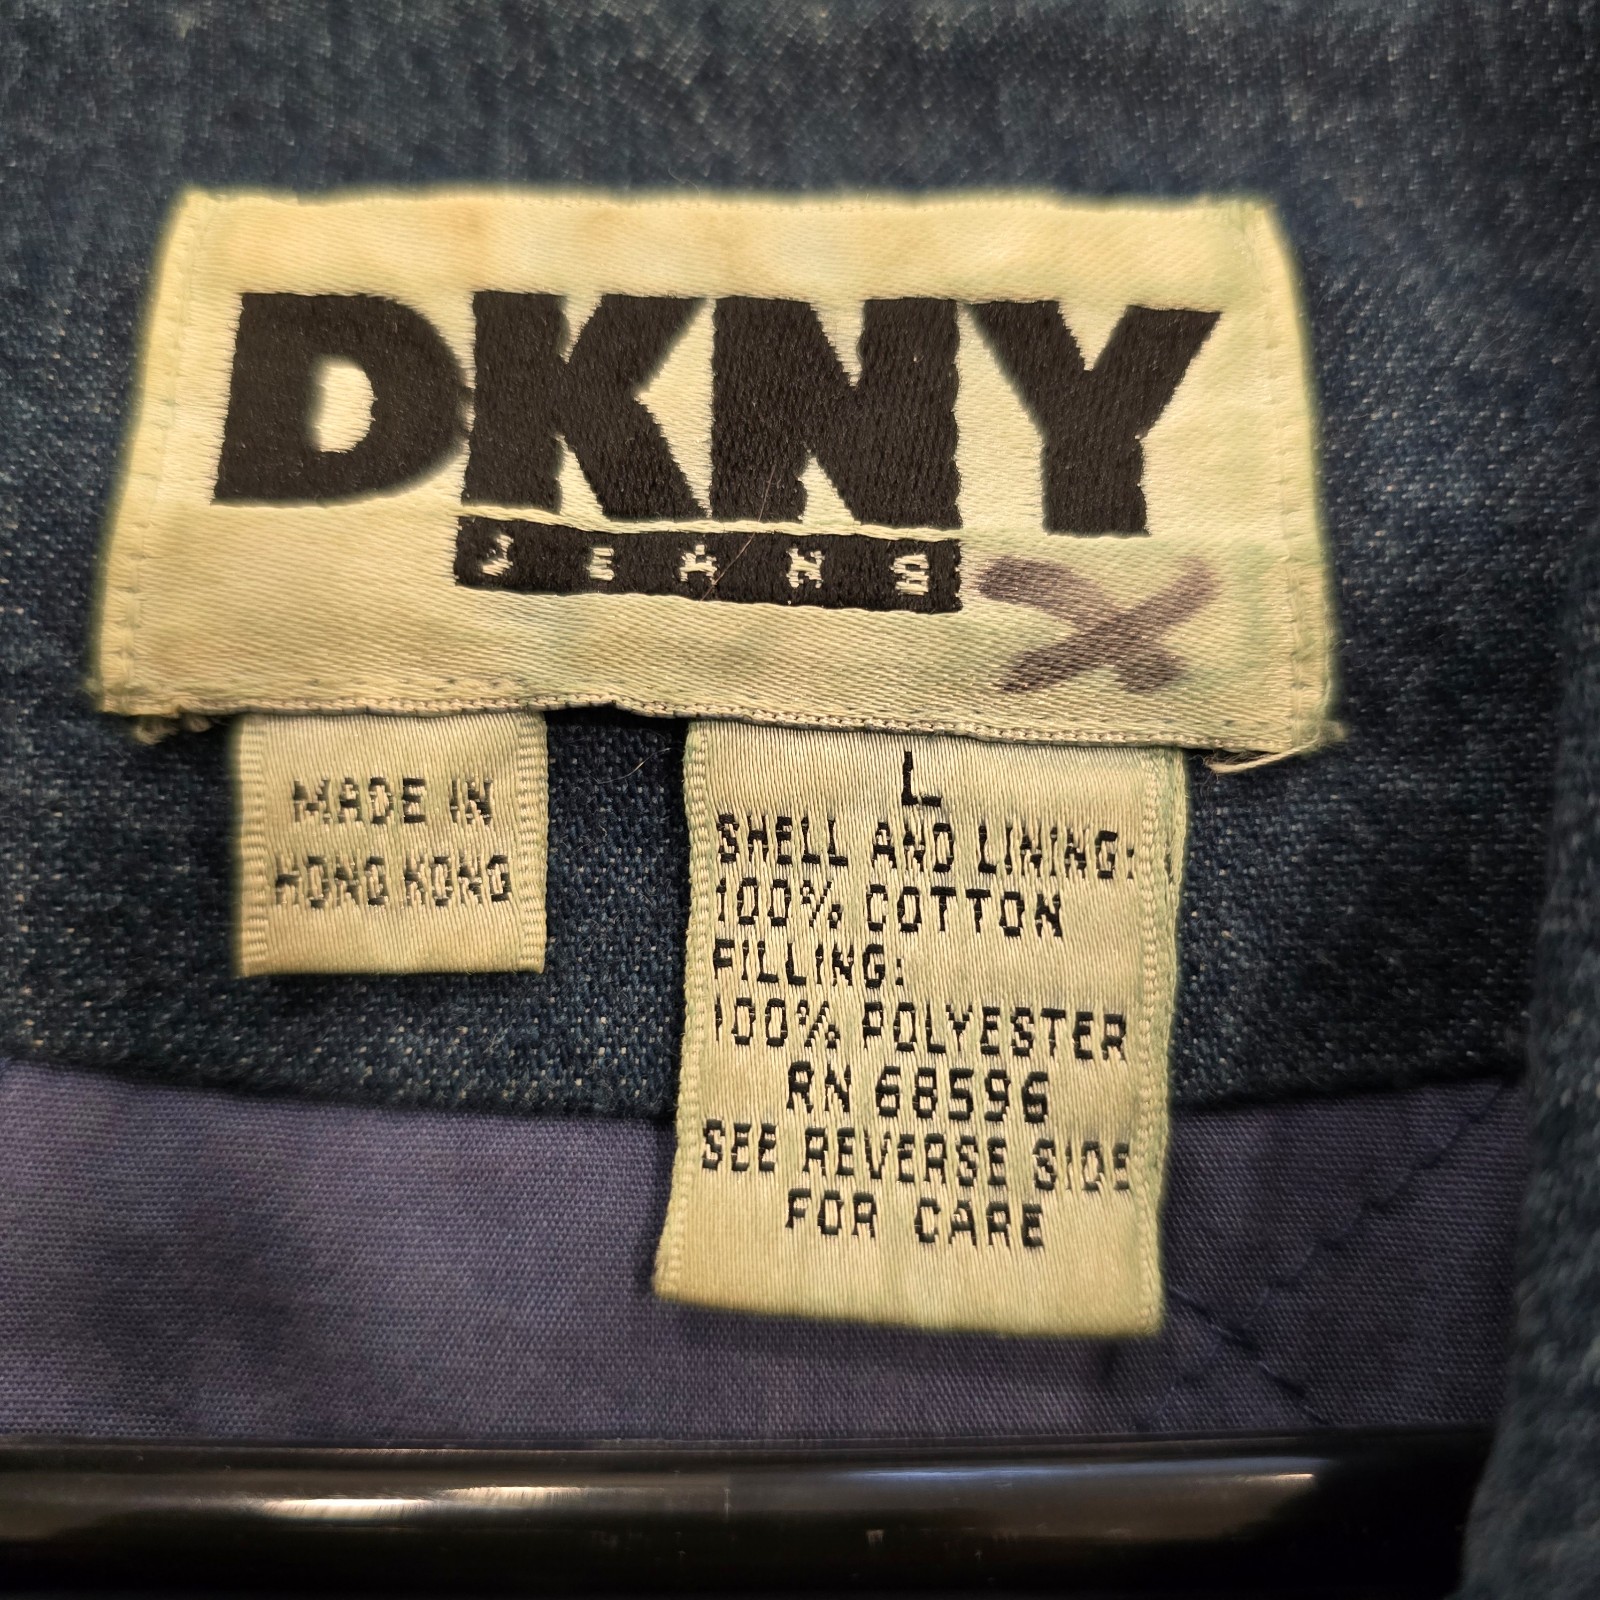 DKNY
JEANS
X
MADE IN
HONG KONG
L
SHELL AND LINING:
100% COTTON
FILLING:
100% POLYESTER
RN 68596
SEE REVERSE SIDE
FOR CARE